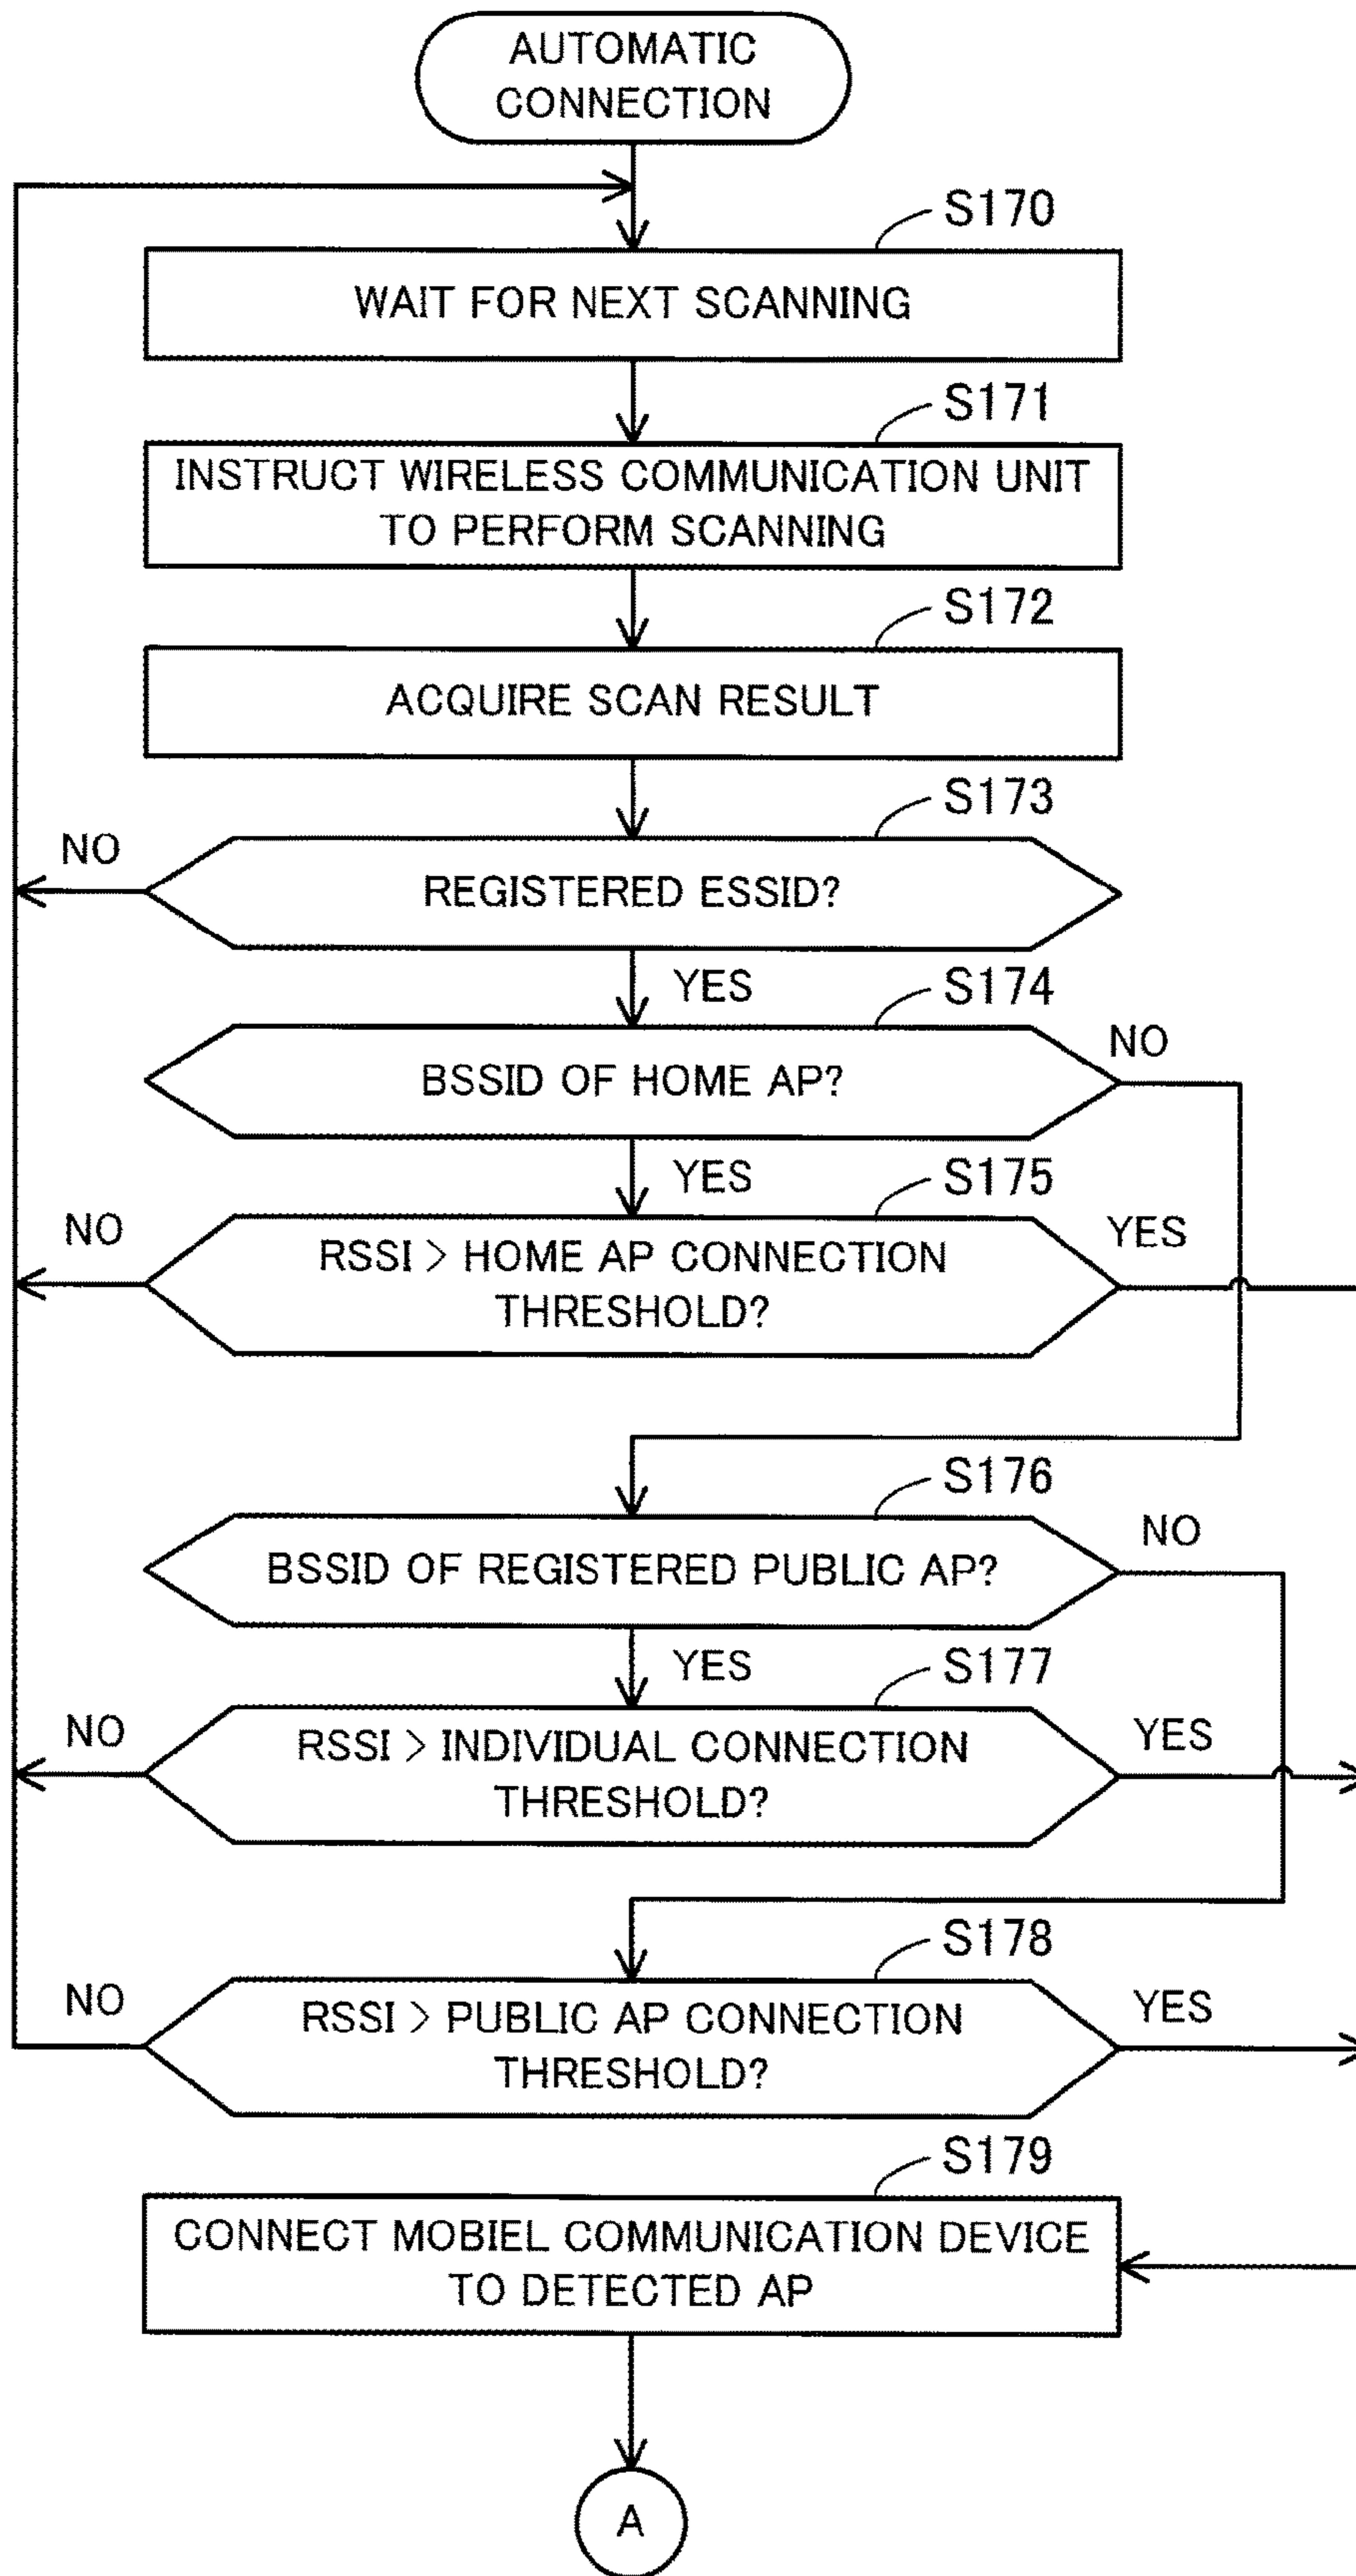 AUTOMATIC
CONNECTION
S170
WAIT FOR NEXT SCANNING
S171
INSTRUCT WIRELESS COMMUNICATION UNIT
TO PERFORM SCANNING
S172
ACQUIRE SCAN RESULT
S173
NO
REGISTERED ESSID?
YES
S174
NO
BSSID OF HOME AP?
YES
S175
NO
YES
RSSI > HOME AP CONNECTION
THRESHOLD?
S176
NO
BSSID OF REGISTERED PUBLIC AP?
YES
S177
NO
YES
RSSI > INDIVIDUAL CONNECTION
THRESHOLD?
S178
NO
YES
RSSI > PUBLIC AP CONNECTION
THRESHOLD?
S179
CONNECT MOBIEL COMMUNICATION DEVICE
TO DETECTED AP
A